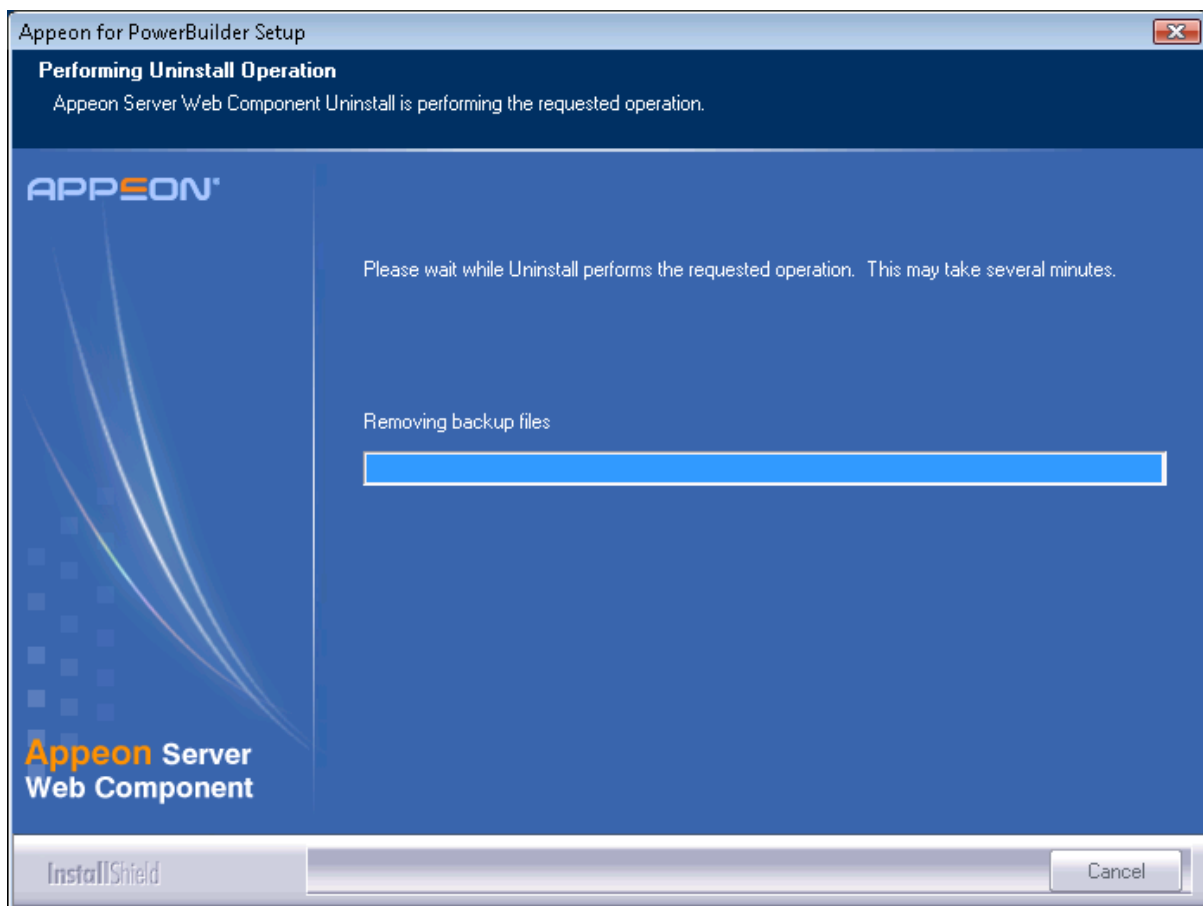 Appeon for PowerBuilder Setup
Performing Uninstall Operation
Appeon Server Web Component Uninstall is performing the requested operation.
APPEON
Please wait while Uninstall performs the requested operation.  This may take several minutes.
Removing backup files
Appeon Server
Web Component
InstallShield
Cancel